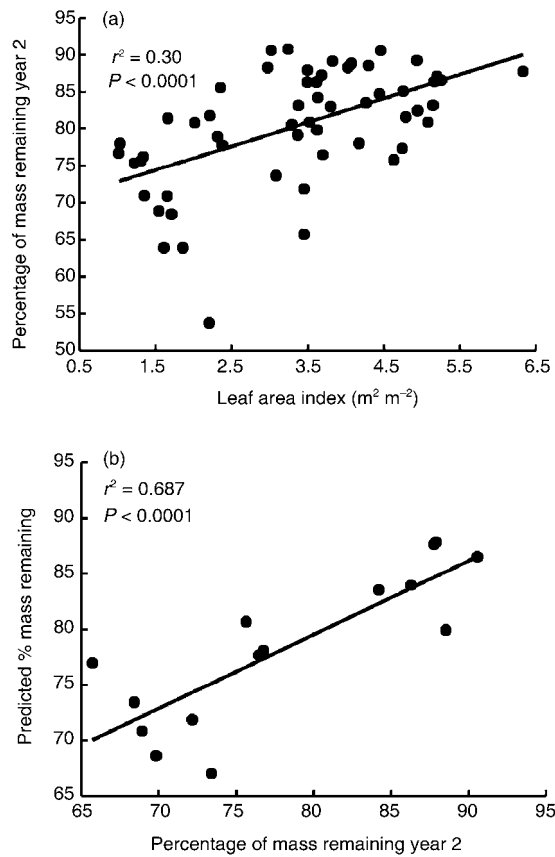 (a)
r² = 0.30
P < 0.0001
Percentage of mass remaining year 2
95
90
85
80
75
70
65
60
55
50
0.5 1.5 2.5 3.5 4.5 5.5 6.5
Leaf area index (m² m⁻²)
(b)
r² = 0.687
P < 0.0001
Predicted % mass remaining
95
90
85
80
75
70
65
65 70 75 80 85 90 95
Percentage of mass remaining year 2